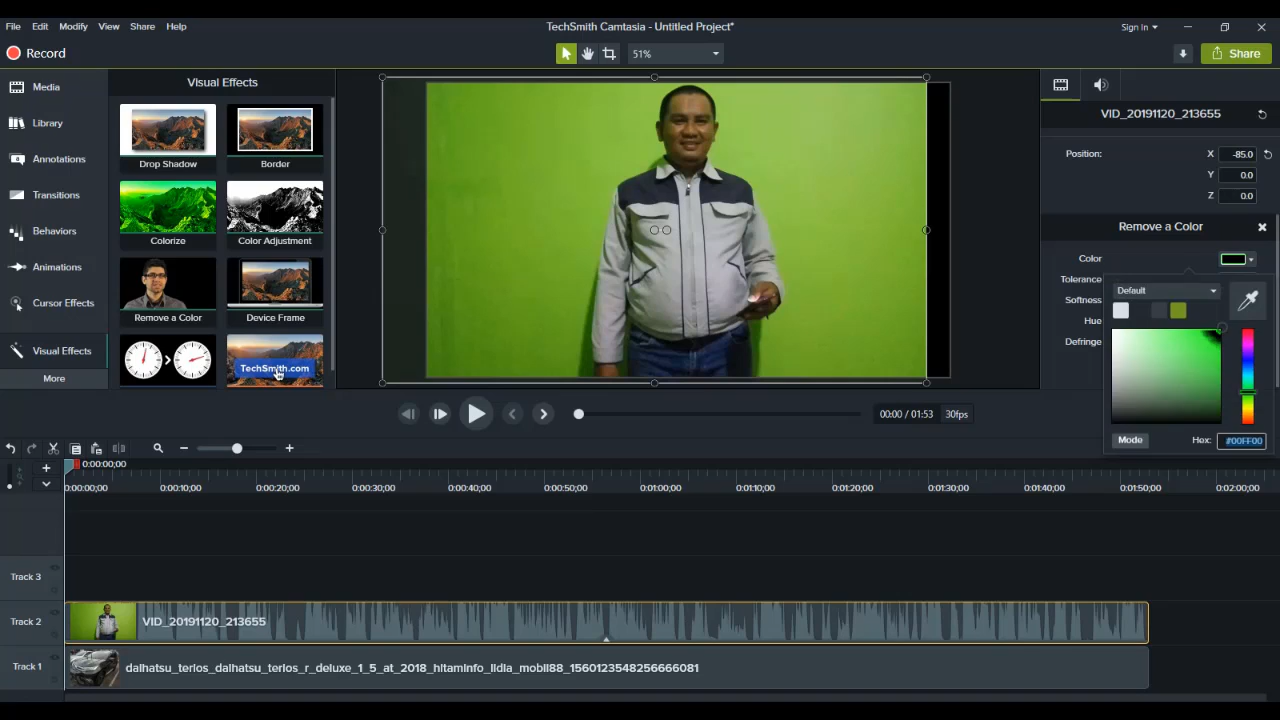 File Edit Modify View Share Help
TechSmith Camtasia - Untitled Project*
Sign In
Record
51%
Share
Media
Library
Annotations
Transitions
Behaviors
Animations
Cursor Effects
Visual Effects
More
Visual Effects
Drop Shadow
Border
Colorize
Color Adjustment
Remove a Color
Device Frame
TechSmith.com
VID_20191120_213655
Position:
X -85.0
Y 0.0
Z 0.0
Remove a Color
Color
Tolerance
Softness
Hue
Defringe
Default
Mode
Hex: #00FF00
00:00 / 01:53 30fps
0:00:00;00
0:00:00;00 0:00:10;00 0:00:20;00 0:00:30;00 0:00:40;00 0:00:50;00 0:01:00;00 0:01:10;00 0:01:20;00 0:01:30;00 0:01:40;00 0:01:50;00 0:02:00;00
Track 3
Track 2
VID_20191120_213655
Track 1
daihatsu_terios_daihatsu_terios_r_deluxe_1_5_at_2018_hitaminfo_lidia_mobil88_1560123548256666081